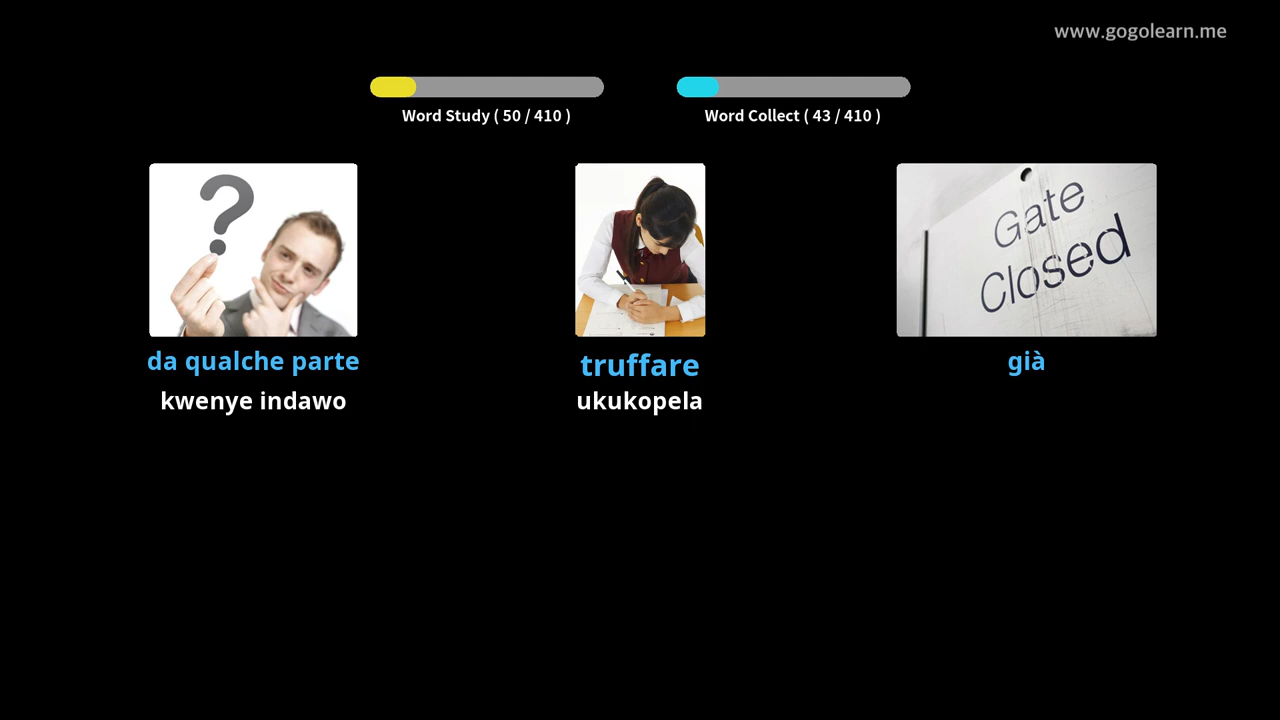 www.gogolearn.me
Word Study ( 50 / 410 )
Word Collect ( 43 / 410 )
Gate
Closed
da qualche parte
truffare
già
kwenye indawo
ukukopela